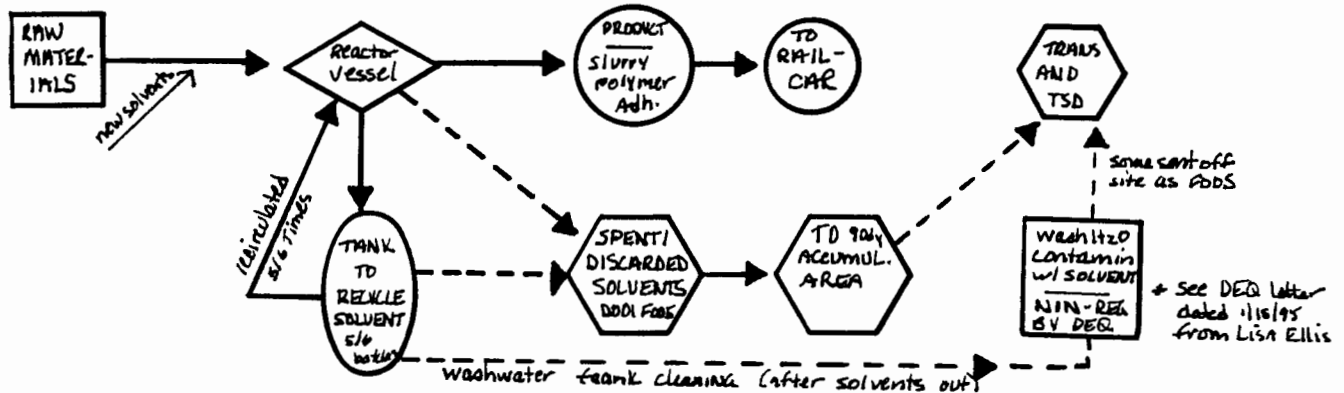 RAW
MATER-
IALS
new solvents
Reactor
vessel
PRODUCT
slurry
polymer
Adh.
TO
RAIL-
CAR
TRANS
AND
TSD
recirculated
5/6 Times
TANK
TO
RECYCLE
SOLVENT
5/6
batches
SPENT/
DISCARDED
SOLVENTS
D001 F005
TO 90dy
ACCUMUL.
AREA
some sent off
site as F005
wash H2O
contamin
w/ SOLVENT
NIN-REG
BY DEQ
* see DEQ letter
dated 1/15/95
from Lisa Ellis
washwater tank cleaning (after solvents out)